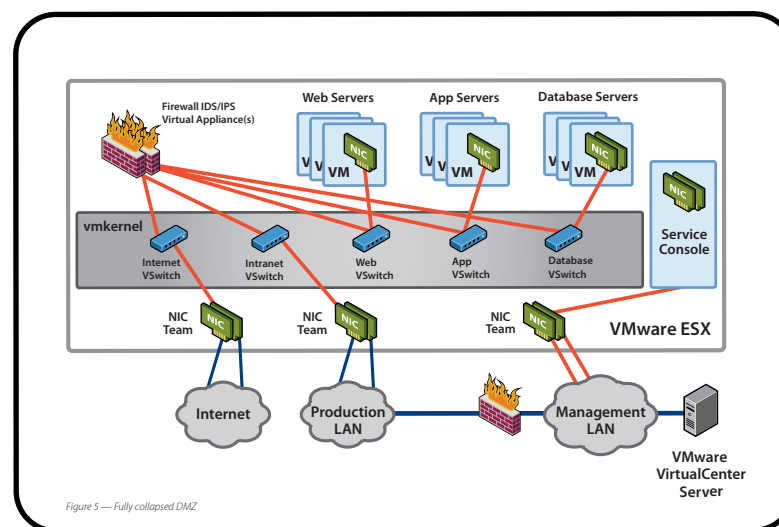 Firewall IDS/IPS
Virtual Appliance(s)
Web Servers
App Servers
Database Servers
NIC
V
V
VM
NIC
V
V
VM
NIC
V
V
VM
NIC
Service
Console
vmkernel
Internet
VSwitch
Intranet
VSwitch
Web
VSwitch
App
VSwitch
Database
VSwitch
NIC
Team
NIC
NIC
Team
NIC
NIC
Team
NIC
VMware ESX
Internet
Production
LAN
Management
LAN
VMware
VirtualCenter
Server
Figure 5 — Fully collapsed DMZ